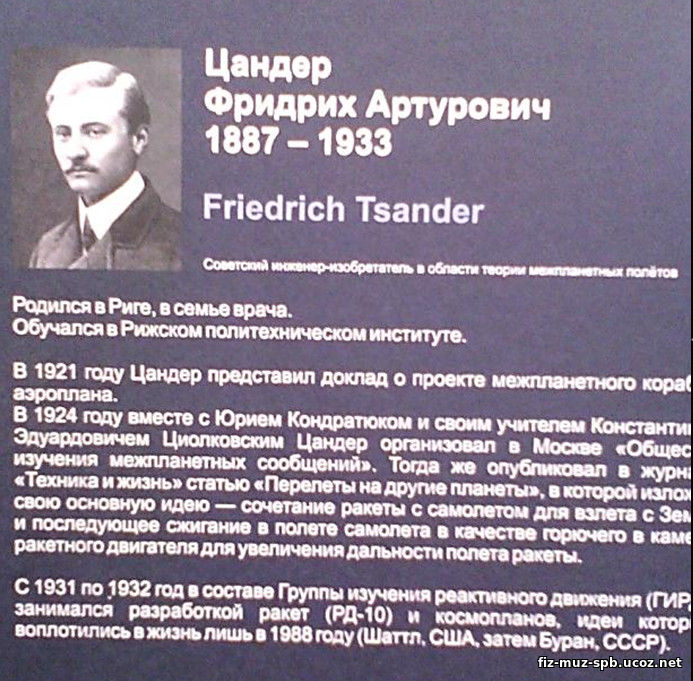 Цандер
Фридрих Артурович
1887 – 1933
Friedrich Tsander
Советский инженер-изобретатель в области теории межпланетных полётов
Родился в Риге, в семье врача.
Обучался в Рижском политехническом институте.
В 1921 году Цандер представил доклад о проекте межпланетного кораб
аэроплана.
В 1924 году вместе с Юрием Кондратюком и своим учителем Константин
Эдуардовичем Циолковским Цандер организовал в Москве «Общес
изучения межпланетных сообщений». Тогда же опубликовал в журна
«Техника и жизнь» статью «Перелеты на другие планеты», в которой излож
свою основную идею — сочетание ракеты с самолетом для взлета с Зем
и последующее сжигание в полете самолета в качестве горючего в каме
ракетного двигателя для увеличения дальности полета ракеты.
С 1931 по 1932 год в составе Группы изучения реактивного движения (ГИР
занимался разработкой ракет (РД-10) и космопланов, идеи котор
воплотились в жизнь лишь в 1988 году (Шаттл, США, затем Буран, СССР).
fiz-muz-spb.ucoz.net